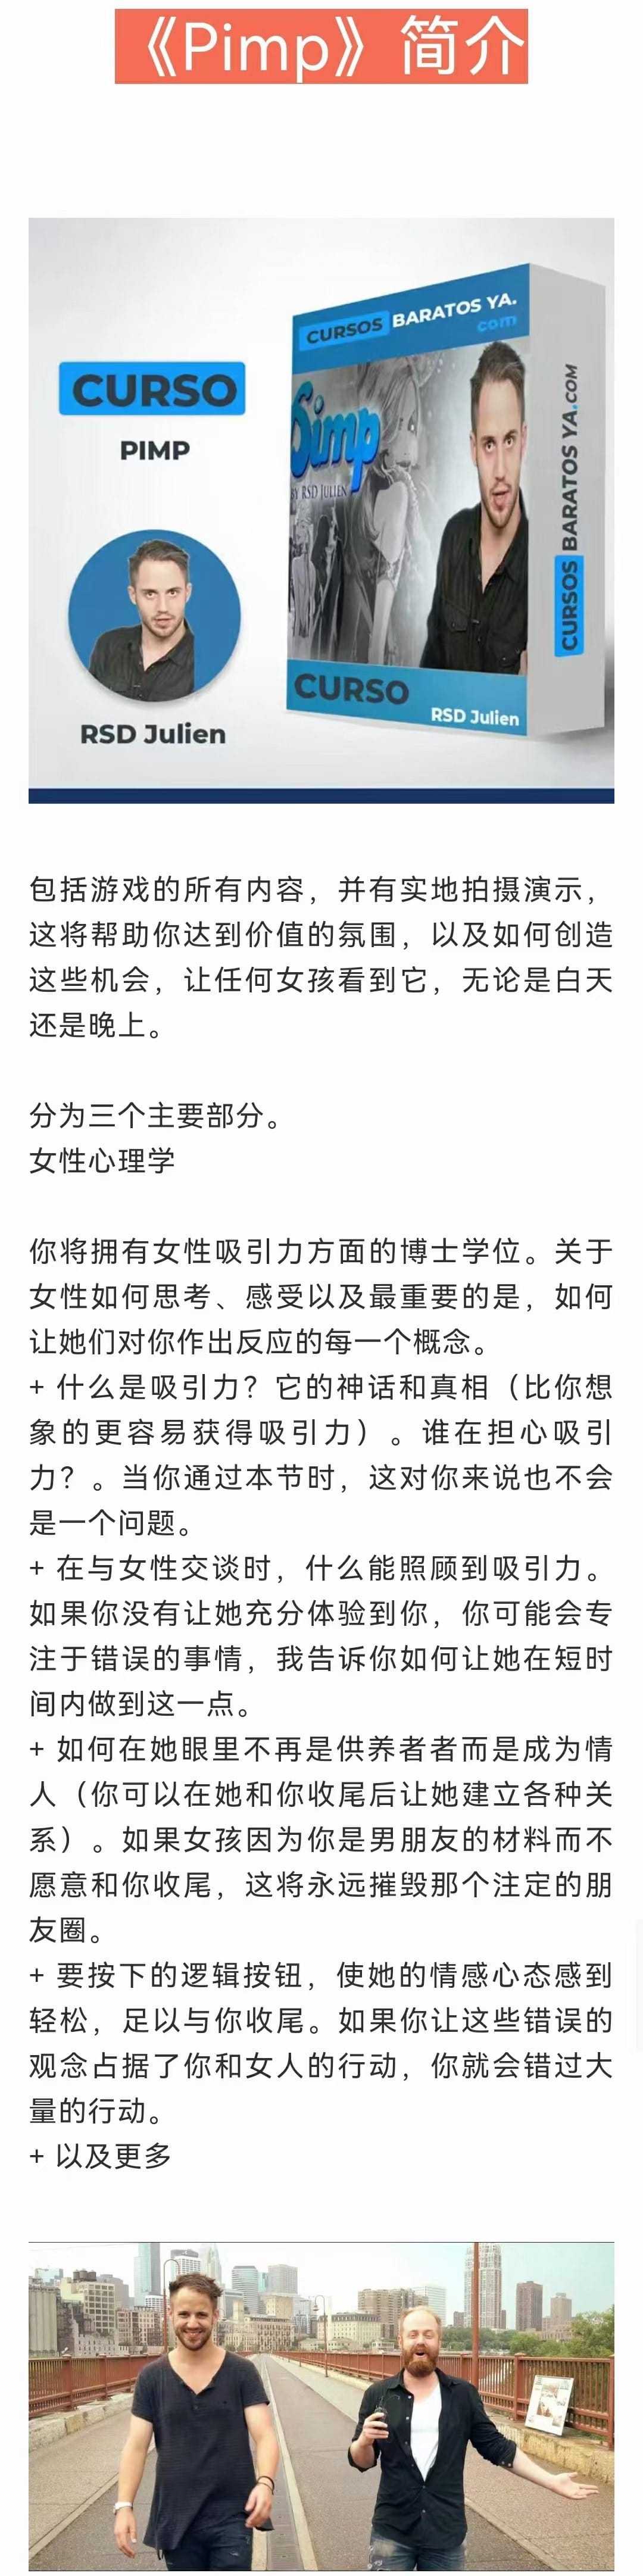 《Pimp》简介
CURSO
PIMP
RSD Julien
CURSOS BARATOS YA.
com
Pimp
BY RSD JULIEN
CURSO
RSD Julien
CURSOS BARATOS YA.COM
包括游戏的所有内容，并有实地拍摄演示，
这将帮助你达到价值的氛围，以及如何创造
这些机会，让任何女孩看到它，无论是白天
还是晚上。
分为三个主要部分。
女性心理学
你将拥有女性吸引力方面的博士学位。关于
女性如何思考、感受以及最重要的是，如何
让她们对你作出反应的每一个概念。
+ 什么是吸引力？它的神话和真相（比你想
象的更容易获得吸引力）。谁在担心吸引
力？。当你通过本节时，这对你来说也不会
是一个问题。
+ 在与女性交谈时，什么能照顾到吸引力。
如果你没有让她充分体验到你，你可能会专
注于错误的事情，我告诉你如何让她在短时
间内做到这一点。
+ 如何在她眼里不再是供养者者而是成为情
人（你可以在她和你收尾后让她建立各种关
系）。如果女孩因为你是男朋友的材料而不
愿意和你收尾，这将永远摧毁那个注定的朋
友圈。
+ 要按下的逻辑按钮，使她的情感心态感到
轻松，足以与你收尾。如果你让这些错误的
观念占据了你和女人的行动，你就会错过大
量的行动。
+ 以及更多